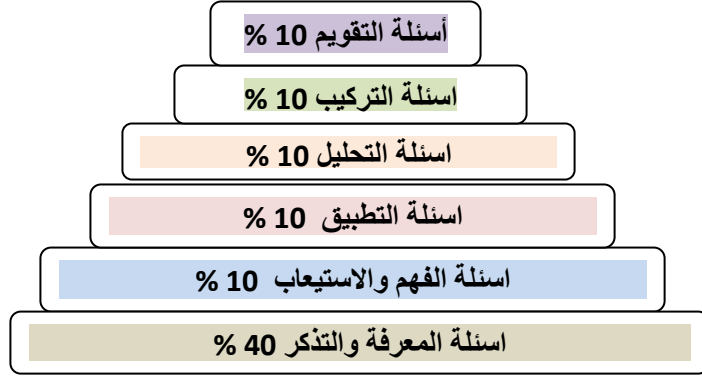 أسئلة التقويم 10 %
اسئلة التركيب 10 %
اسئلة التحليل 10 %
اسئلة التطبيق 10 %
اسئلة الفهم والاستيعاب 10 %
اسئلة المعرفة والتذكر 40 %